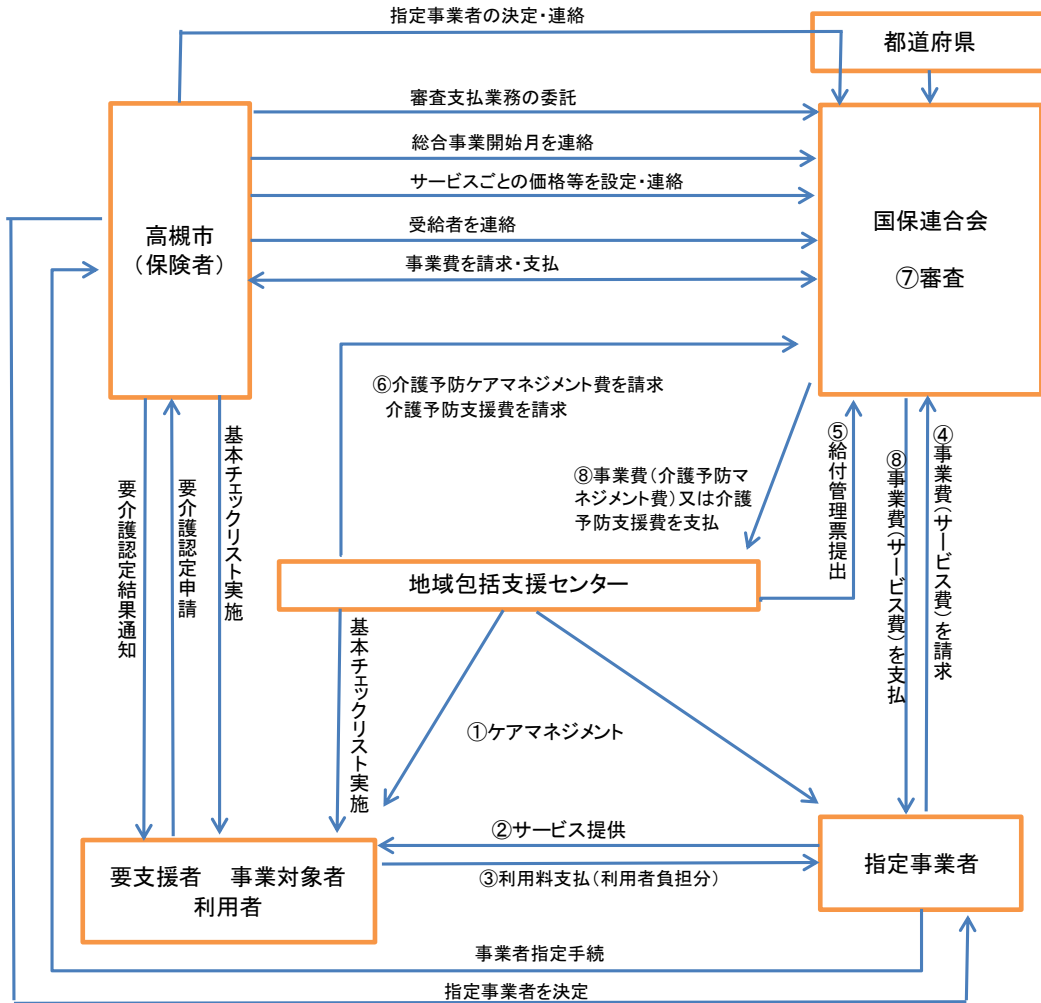 指定事業者の決定・連絡
都道府県
審査支払業務の委託
総合事業開始月を連絡
サービスごとの価格等を設定・連絡
受給者を連絡
事業費を請求・支払
高槻市
（保険者）
国保連合会
⑦審査
⑥介護予防ケアマネジメント費を請求
介護予防支援費を請求
⑧事業費（介護予防マ
ネジメント費）又は介護
予防支援費を支払
⑤給付管理票提出
⑧事業費（サービス費）を支払
④事業費（サービス費）を請求
要介護認定結果通知
要介護認定申請
基本チェックリスト実施
地域包括支援センター
基本チェックリスト実施
①ケアマネジメント
②サービス提供
③利用料支払（利用者負担分）
要支援者　事業対象者
利用者
指定事業者
事業者指定手続
指定事業者を決定